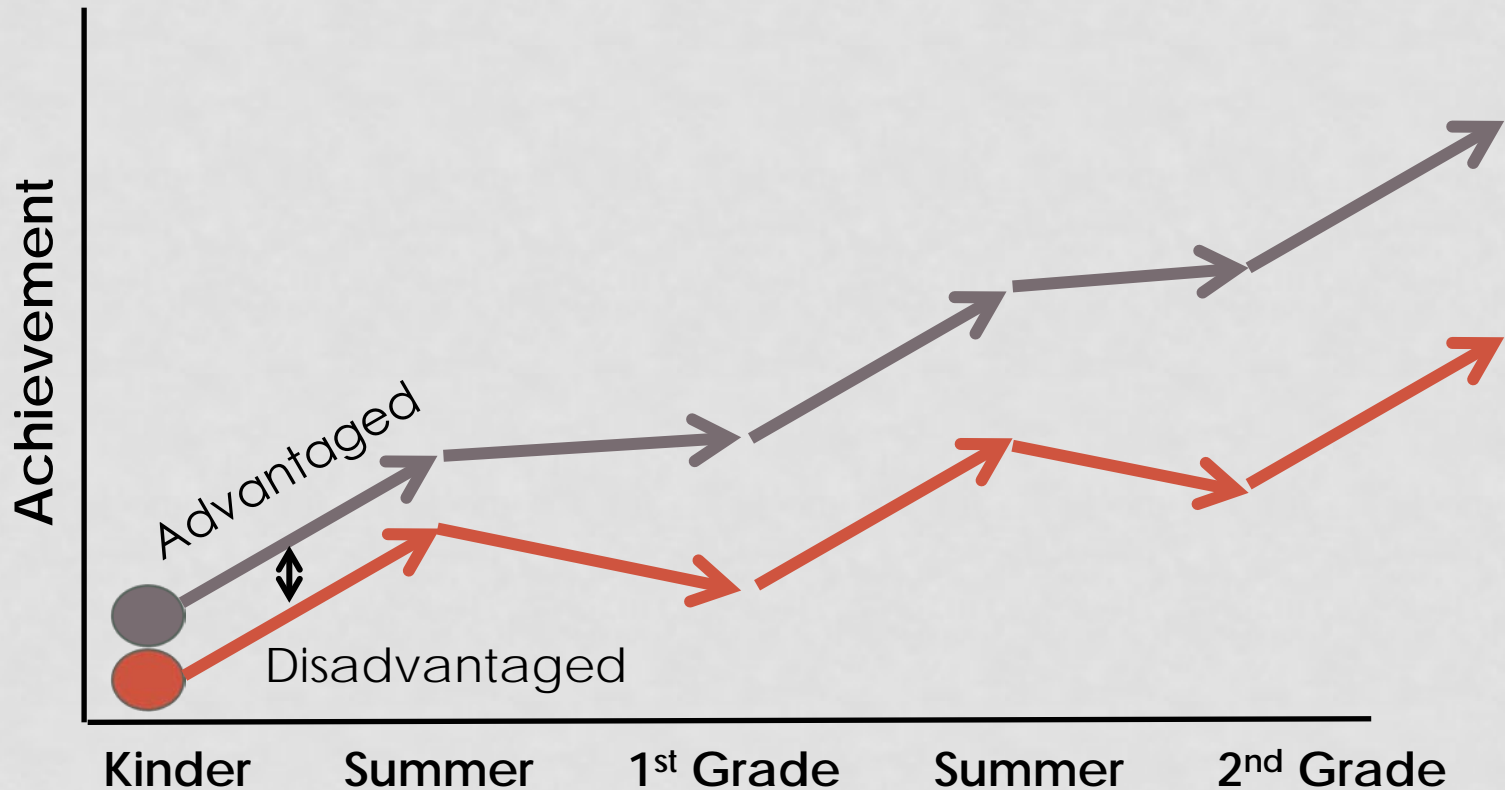 Achievement
Advantaged
Disadvantaged
Kinder Summer 1st Grade Summer 2nd Grade